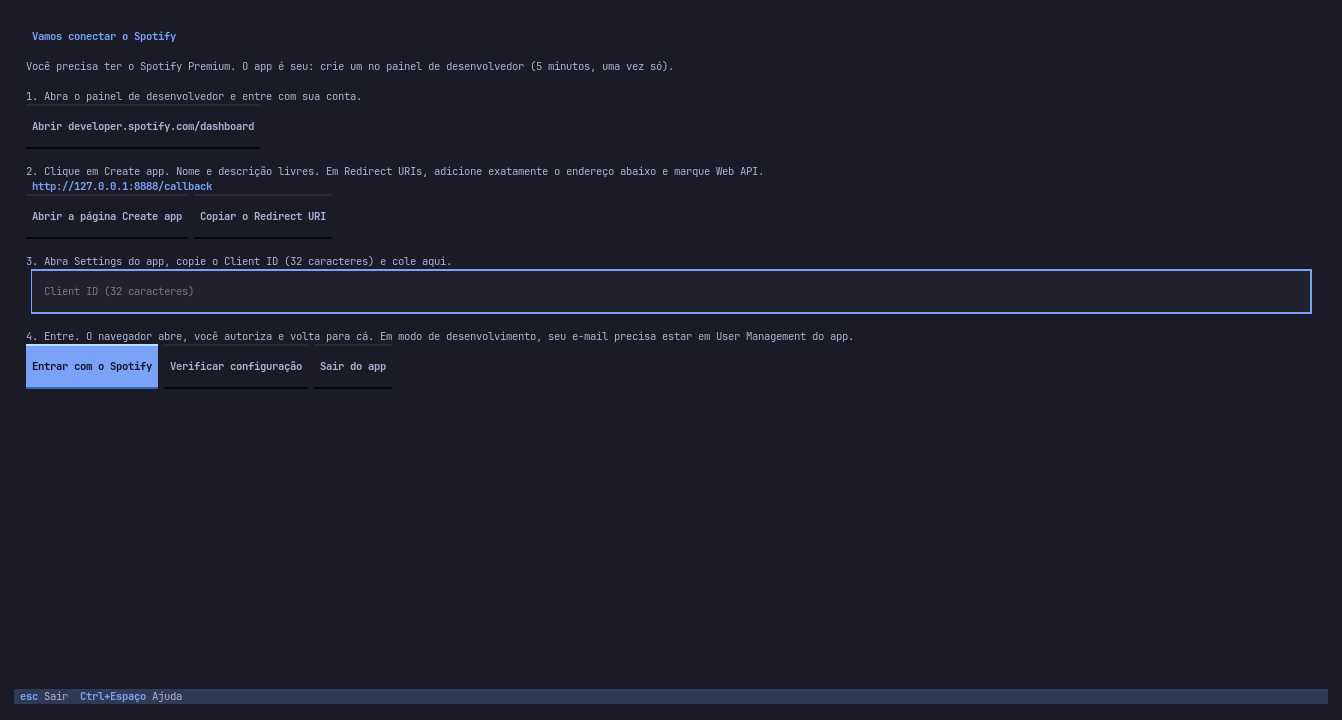 Vamos conectar o Spotify
Você precisa ter o Spotify Premium. O app é seu: crie um no painel de desenvolvedor (5 minutos, uma vez só).
1. Abra o painel de desenvolvedor e entre com sua conta.
Abrir developer.spotify.com/dashboard
2. Clique em Create app. Nome e descrição livres. Em Redirect URIs, adicione exatamente o endereço abaixo e marque Web API.
http://127.0.0.1:8888/callback
Abrir a página Create app Copiar o Redirect URI
3. Abra Settings do app, copie o Client ID (32 caracteres) e cole aqui.
Client ID (32 caracteres)
4. Entre. O navegador abre, você autoriza e volta para cá. Em modo de desenvolvimento, seu e-mail precisa estar em User Management do app.
Entrar com o Spotify Verificar configuração Sair do app
esc Sair Ctrl+Espaço Ajuda